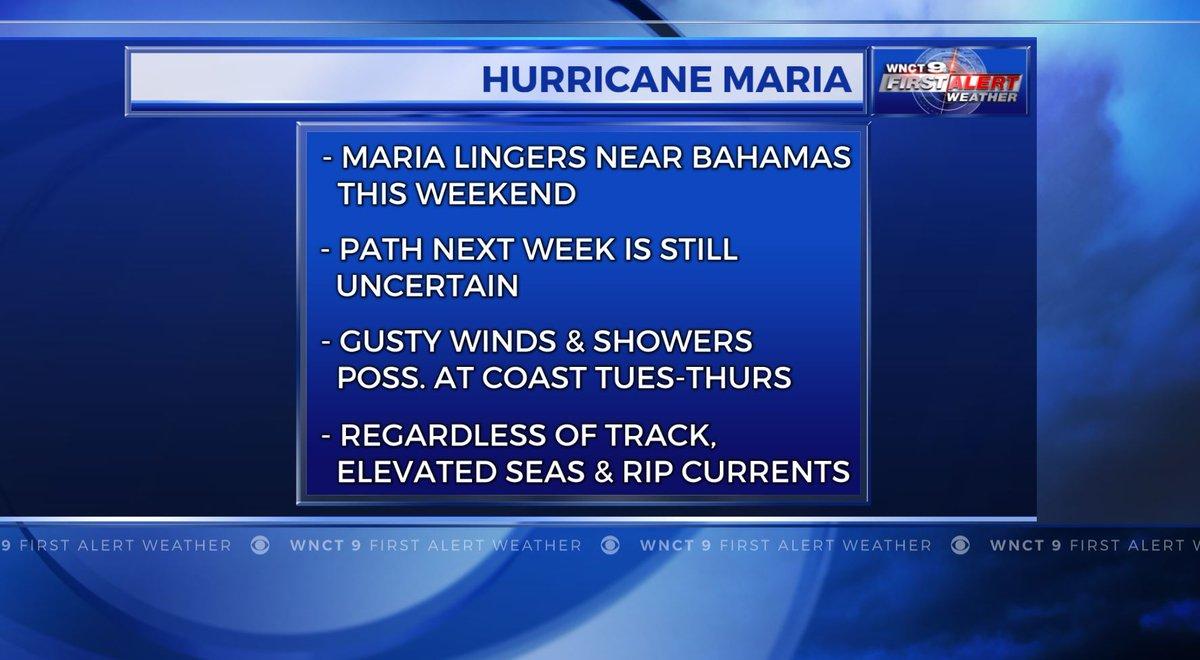 HURRICANE MARIA
WNCT 9
FIRST ALERT
WEATHER
- MARIA LINGERS NEAR BAHAMAS
THIS WEEKEND
- PATH NEXT WEEK IS STILL
UNCERTAIN
- GUSTY WINDS & SHOWERS
POSS. AT COAST TUES-THURS
- REGARDLESS OF TRACK,
ELEVATED SEAS & RIP CURRENTS
9 FIRST ALERT WEATHER WNCT 9 FIRST ALERT WEATHER WNCT 9 FIRST ALERT WEATHER WNCT 9 FIRST ALERT W